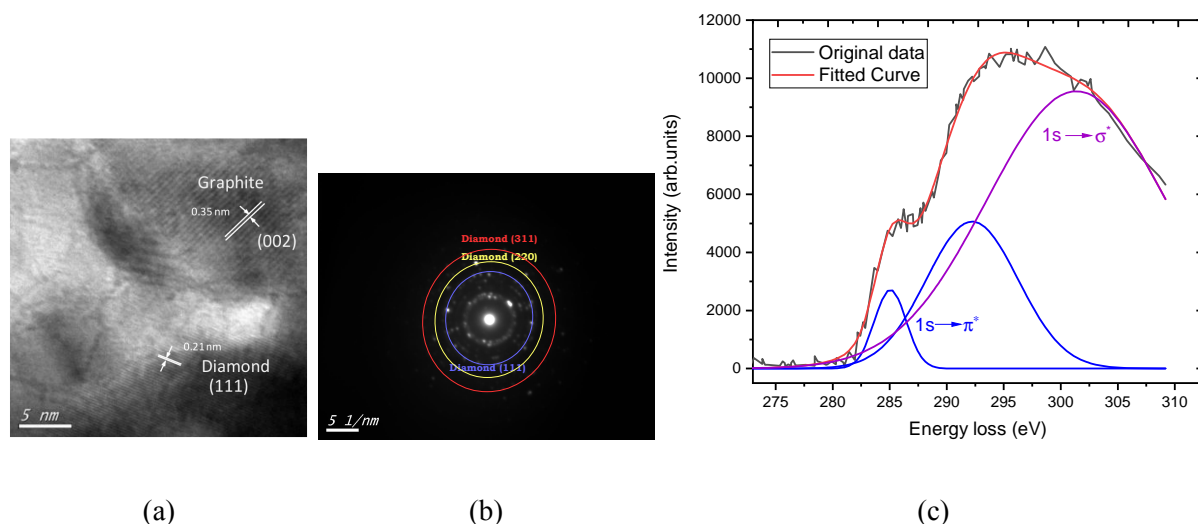 Graphite
0.35 nm
(002)
0.21 nm
Diamond
(111)
5 nm
(a)
Diamond (311)
Diamond (220)
Diamond (111)
5 1/nm
(b)
12000
10000
8000
6000
4000
2000
0
Intensity (arb.units)
Original data
Fitted Curve
1s→σ*
1s→π*
275 280 285 290 295 300 305 310
Energy loss (eV)
(c)